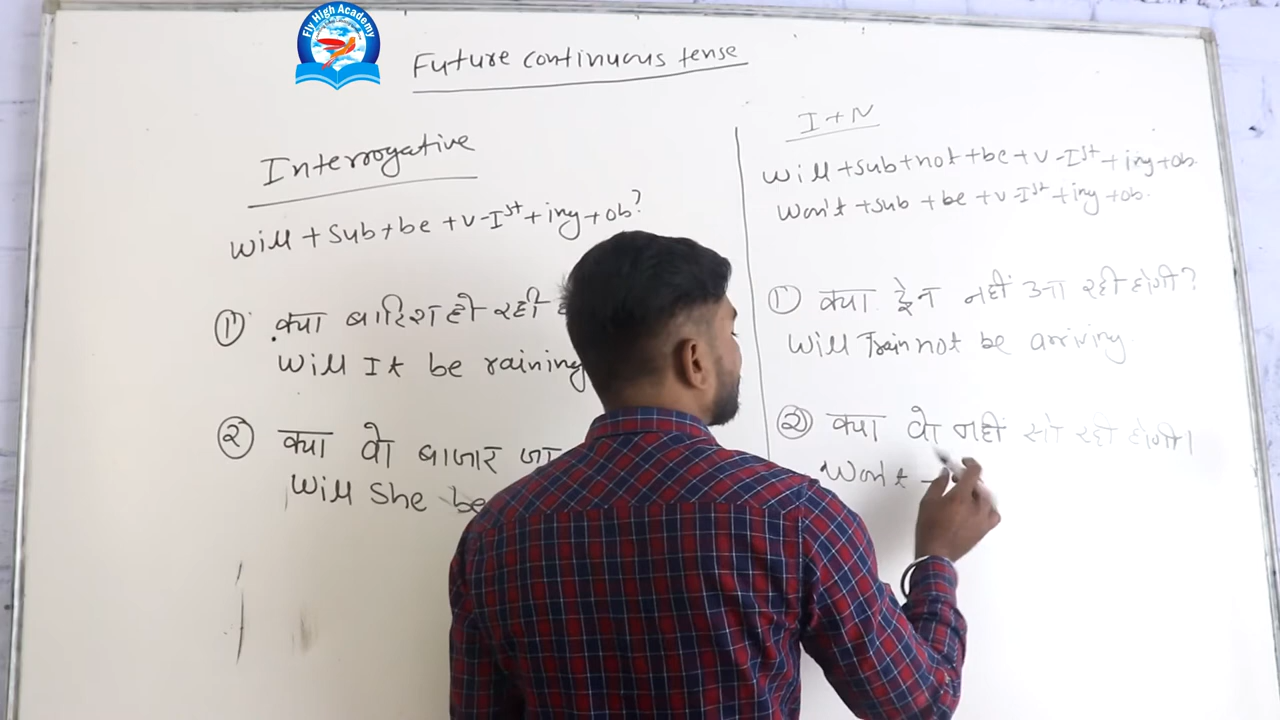 Fly High Academy
Future continuous tense
Interrogative
Will + Sub + be + v-Ist + ing + ob?
① क्या बारिश हो रही
Will It be raining
② क्या वो बाजार जा
Will She be
I + N
Will + sub + not + be + v-Ist + ing + ob
Won't + sub + be + v-Ist + ing + ob.
① क्या ट्रेन नहीं आ रही होगी?
Will Train not be arriving
② क्या वो नहीं सो रही होगी।
Won't